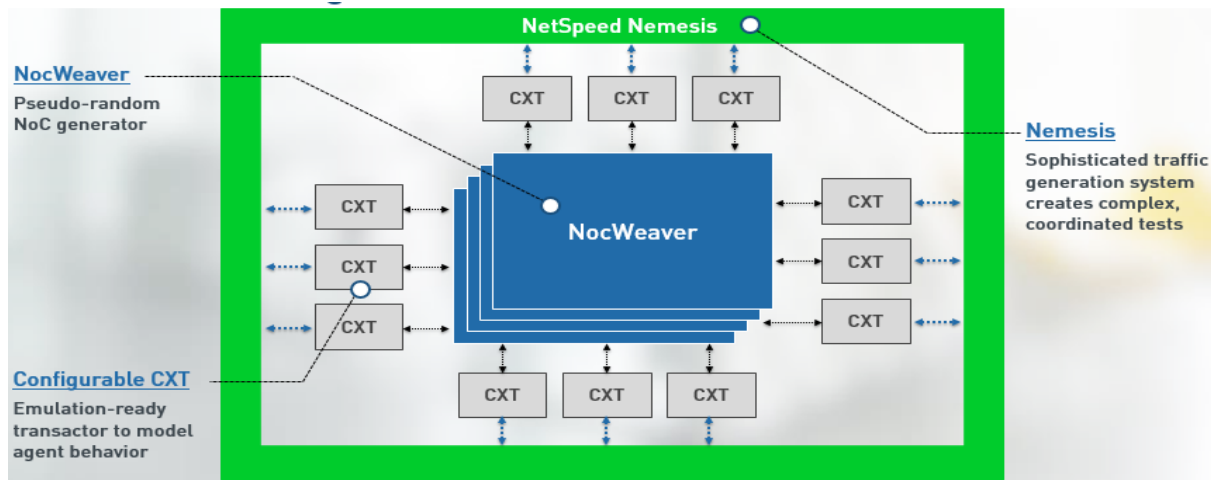 NetSpeed Nemesis
NocWeaver
Pseudo-random
NoC generator
CXT
CXT
CXT
Nemesis
Sophisticated traffic
generation system
creates complex,
coordinated tests
CXT
CXT
CXT
NocWeaver
CXT
CXT
CXT
Configurable CXT
Emulation-ready
transactor to model
agent behavior
CXT
CXT
CXT